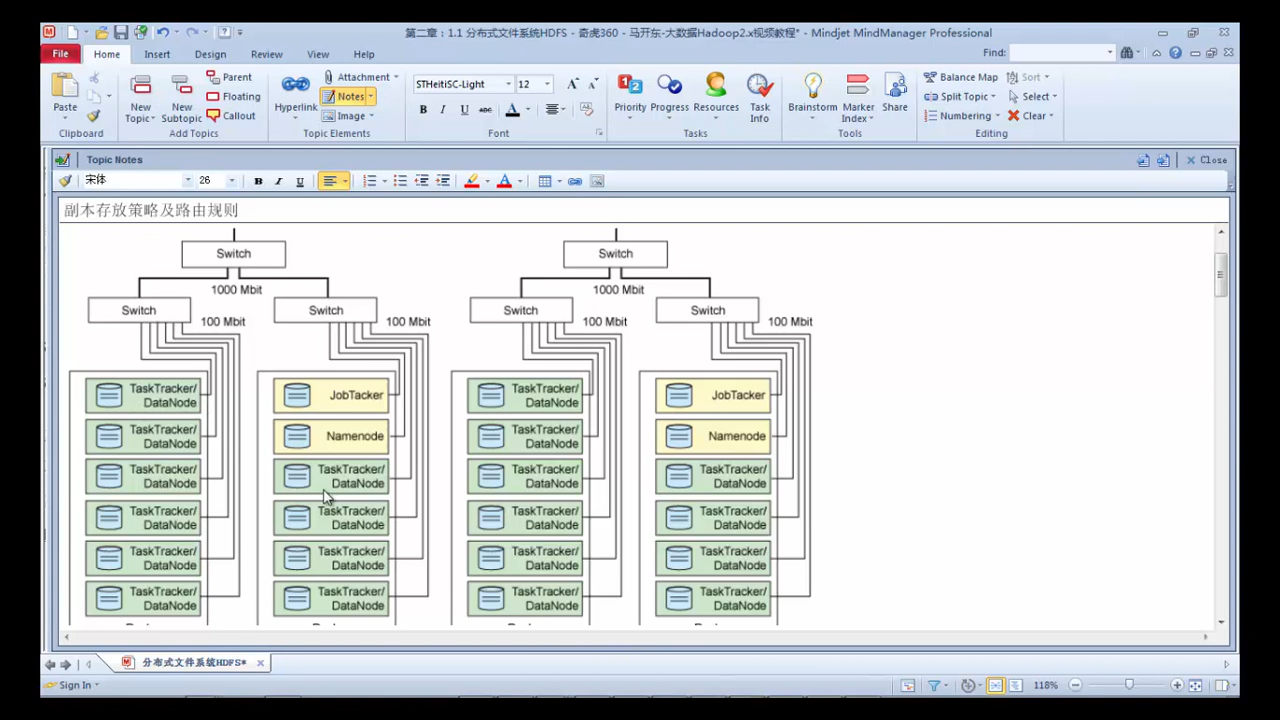 第二章：1.1 分布式文件系统HDFS - 奇虎360 - 马开东-大数据Hadoop2.x视频教程* - Mindjet MindManager Professional
File Home Insert Design Review View Help Find:
Paste
Clipboard
New Topic
New Subtopic
Parent
Floating
Callout
Add Topics
Hyperlink
Attachment
Notes
Image
Topic Elements
STHeitiSC-Light 12
B I U abc A
Font
Priority Progress Resources Task Info
Tasks
Brainstorm Marker Index Share
Tools
Balance Map Sort
Split Topic Select
Numbering Clear
Editing
Topic Notes Close
宋体 26 B I U A
副本存放策略及路由规则
Switch Switch
1000 Mbit 1000 Mbit
Switch Switch Switch Switch
100 Mbit 100 Mbit 100 Mbit 100 Mbit
TaskTracker/ DataNode JobTacker TaskTracker/ DataNode JobTacker
TaskTracker/ DataNode Namenode TaskTracker/ DataNode Namenode
TaskTracker/ DataNode TaskTracker/ DataNode TaskTracker/ DataNode TaskTracker/ DataNode
TaskTracker/ DataNode TaskTracker/ DataNode TaskTracker/ DataNode TaskTracker/ DataNode
TaskTracker/ DataNode TaskTracker/ DataNode TaskTracker/ DataNode TaskTracker/ DataNode
TaskTracker/ DataNode TaskTracker/ DataNode TaskTracker/ DataNode TaskTracker/ DataNode
分布式文件系统HDFS*
Sign In 118%